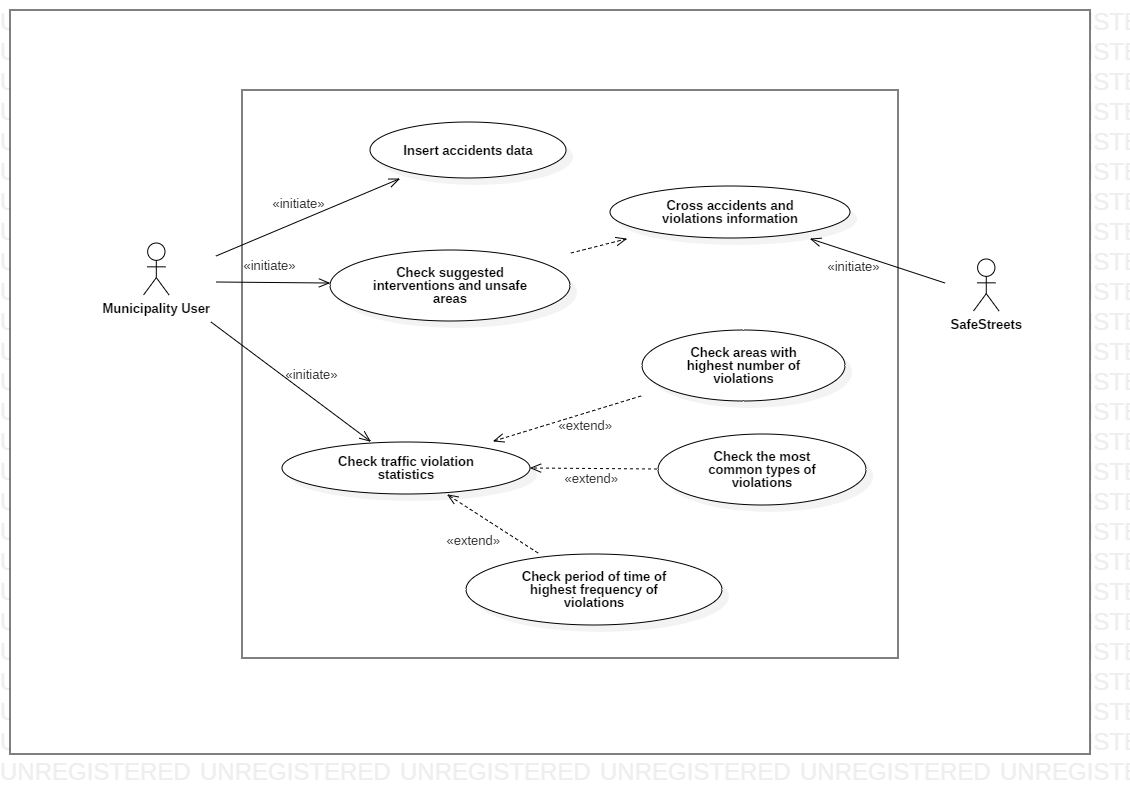 Insert accidents data
«initiate»
Cross accidents and
violations information
«initiate»
Check suggested
interventions and unsafe
areas
«initiate»
Municipality User
SafeStreets
Check areas with
highest number of
violations
«initiate»
«extend»
Check traffic violation
statistics
Check the most
common types of
violations
«extend»
«extend»
Check period of time of
highest frequency of
violations
UNREGISTERED UNREGISTERED UNREGISTERED UNREGISTERED UNREGISTERED UNREGISTE